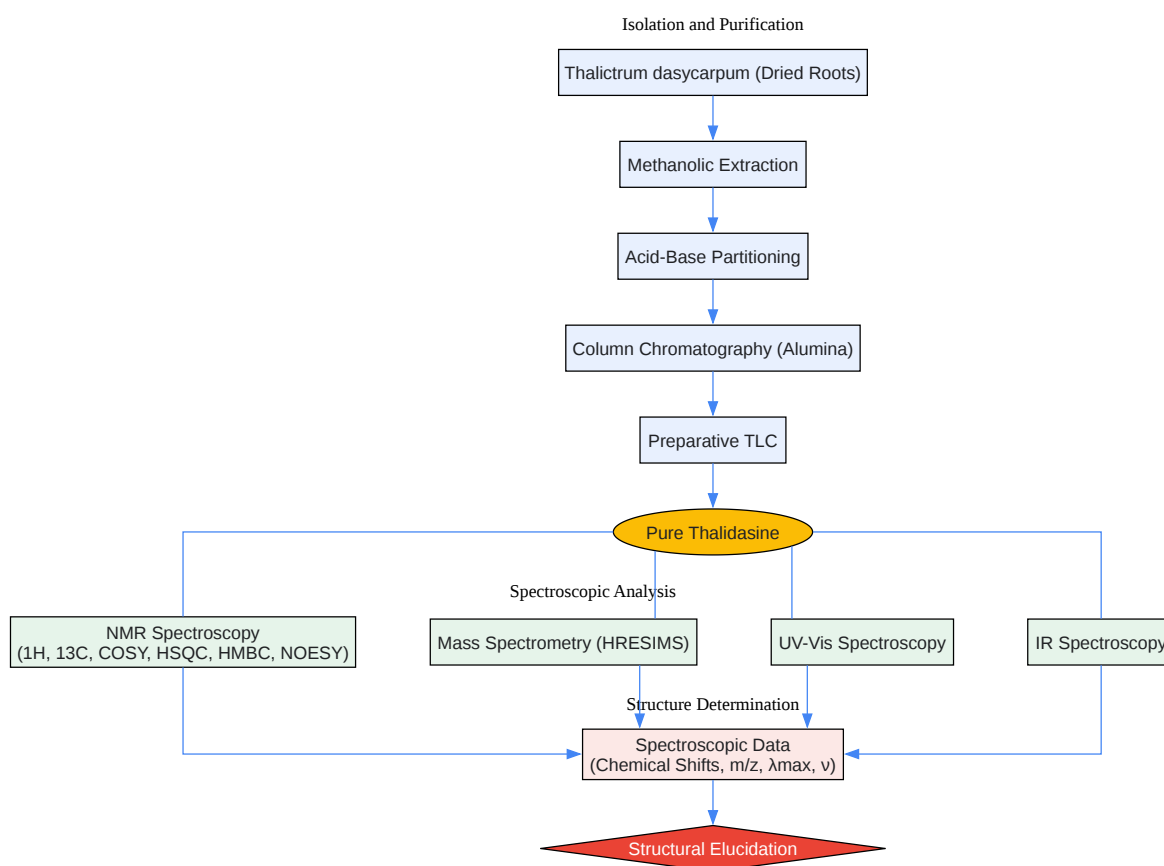 Isolation and Purification
Thalictrum dasycarpum (Dried Roots)
Methanolic Extraction
Acid-Base Partitioning
Column Chromatography (Alumina)
Preparative TLC
Pure Thalidasine
Spectroscopic Analysis
NMR Spectroscopy
(1H, 13C, COSY, HSQC, HMBC, NOESY)
Mass Spectrometry (HRESIMS)
UV-Vis Spectroscopy
IR Spectroscopy
Structure Determination
Spectroscopic Data
(Chemical Shifts, m/z, λmax, ν)
Structural Elucidation